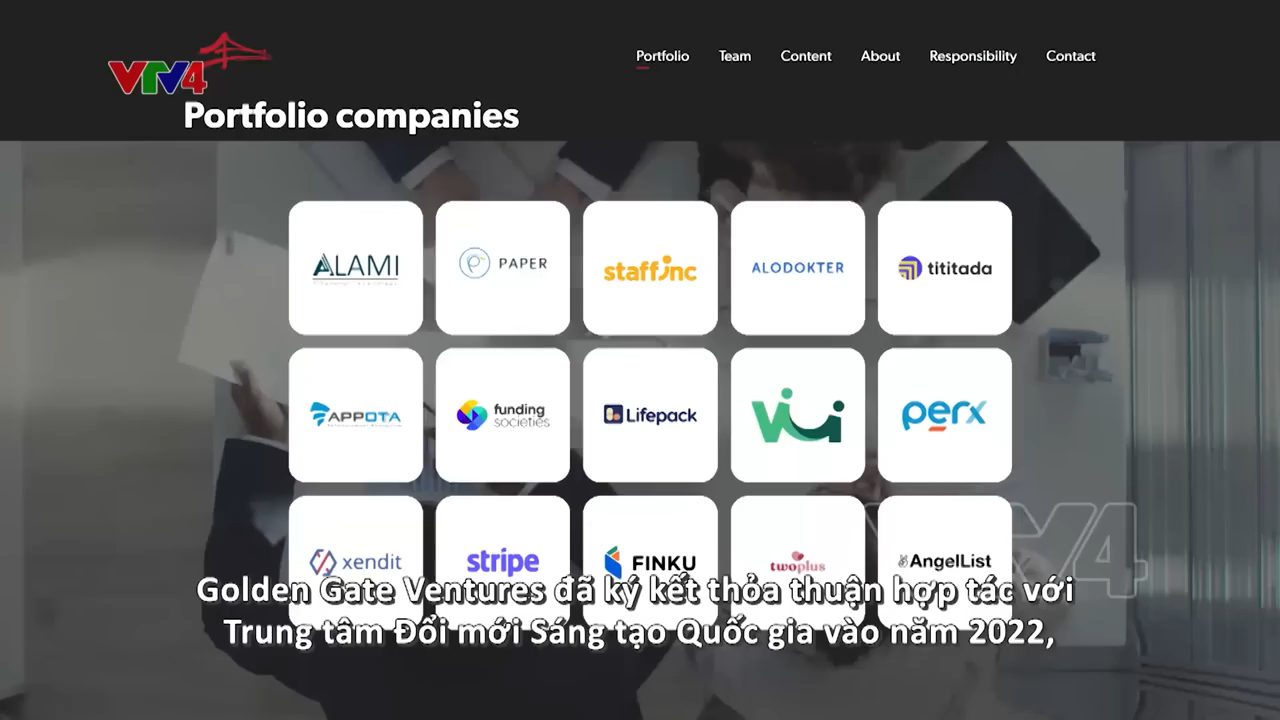 VTV4
Portfolio Team Content About Responsibility Contact
Portfolio companies
ALAMI
PAPER
staffinc
ALODOKTER
tititada
APPOTA
funding
societies
Lifepack
Vui
perx
xendit
stripe
FINKU
twoplus
AngelList
VTV4
Golden Gate Ventures đã ký kết thỏa thuận hợp tác với
Trung tâm Đổi mới Sáng tạo Quốc gia vào năm 2022,